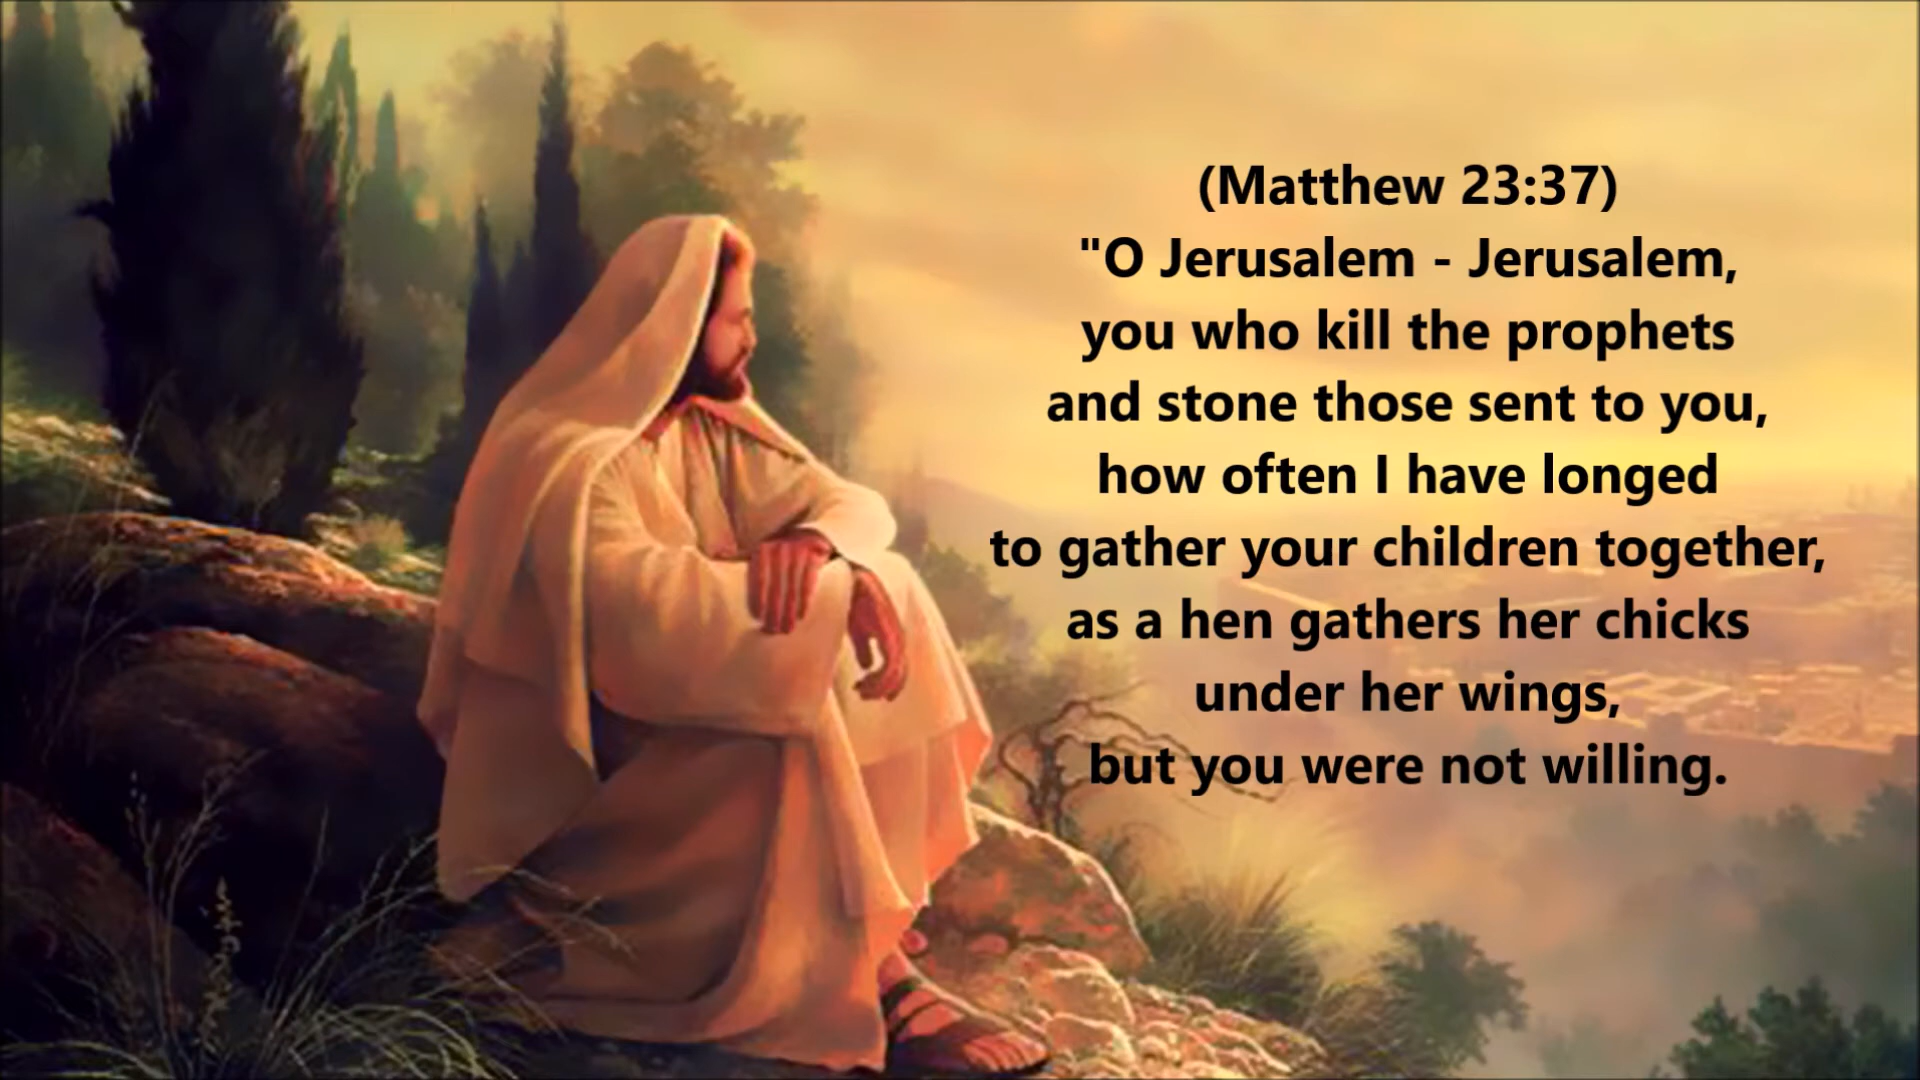 (Matthew 23:37)
"O Jerusalem - Jerusalem,
you who kill the prophets
and stone those sent to you,
how often I have longed
to gather your children together,
as a hen gathers her chicks
under her wings,
but you were not willing.